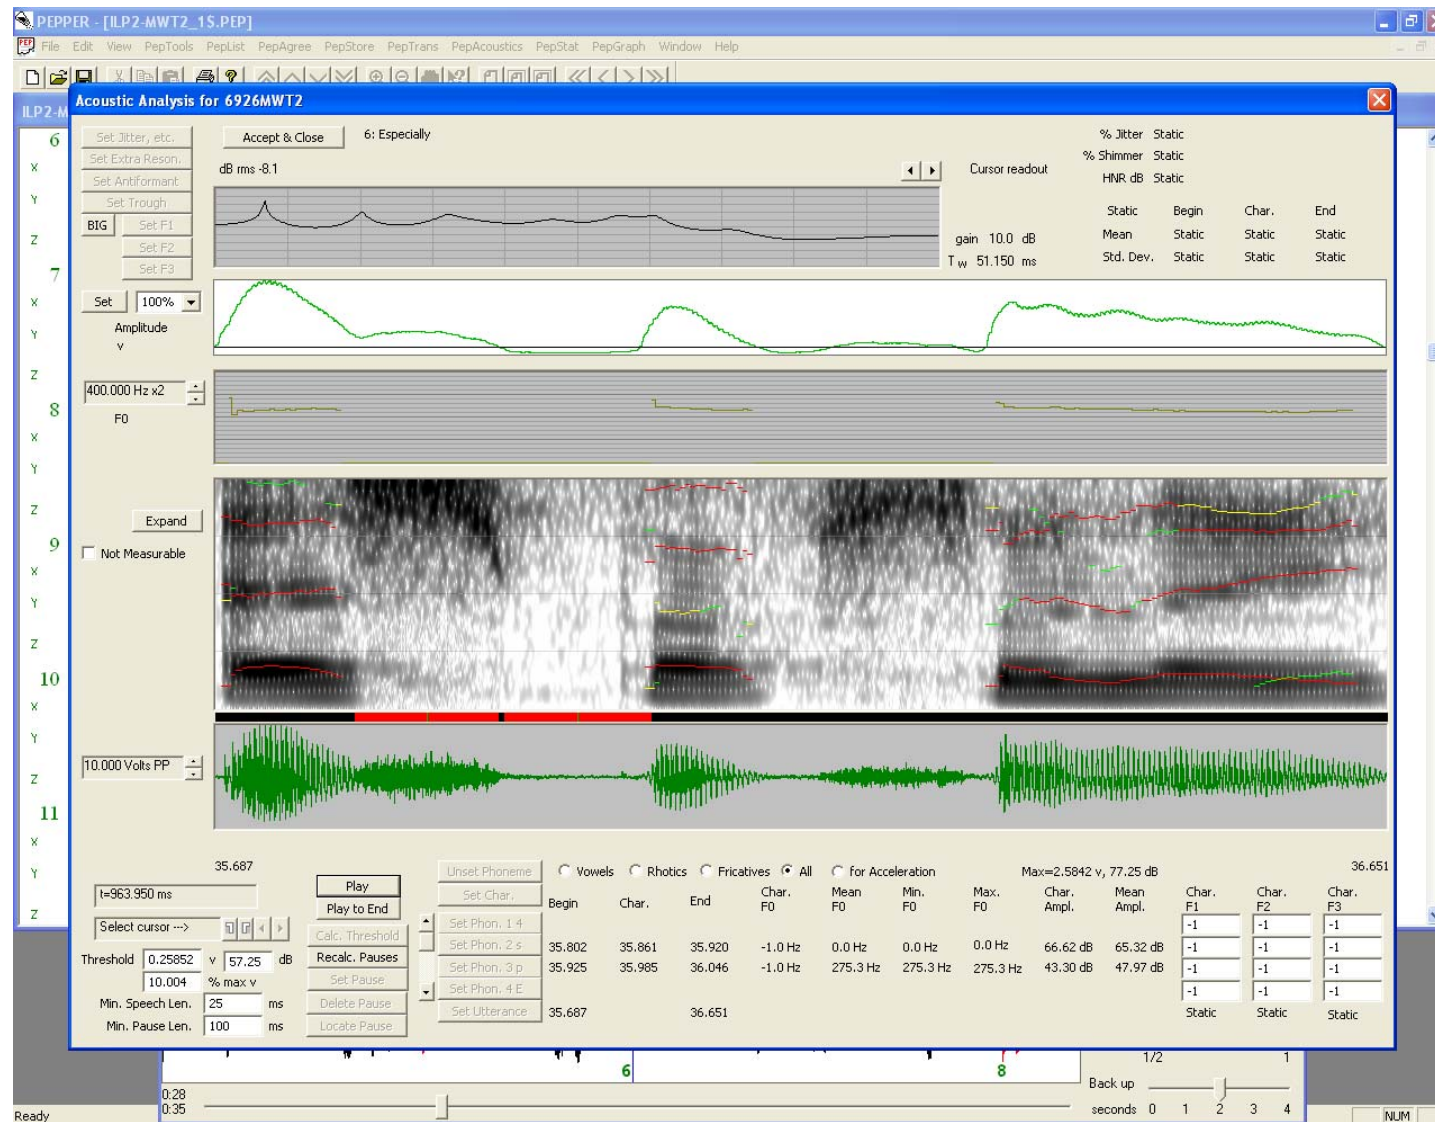 PEPPER - [ILP2-MWT2_1S.PEP]
File Edit View PepTools PepList PepAgree PepStore PepTrans PepAcoustics PepStat PepGraph Window Help
ILP2-M
Acoustic Analysis for 6926MWT2
6
X
Y
Z
7
X
Y
Z
8
X
Y
Z
9
X
Y
Z
10
X
Y
Z
11
X
Y
Z
Set Jitter, etc.
Set Extra Reson.
Set Antiformant
Set Trough
BIG Set F1
Set F2
Set F3
Accept & Close 6: Especially
dB rms -8.1
Cursor readout
% Jitter Static
% Shimmer Static
HNR dB Static
Static Begin Char. End
Mean Static Static Static
Std. Dev. Static Static Static
gain 10.0 dB
T w 51.150 ms
Set 100%
Amplitude
v
400.000 Hz x2
F0
Expand
Not Measurable
10.000 Volts PP
35.687 36.651
t=963.950 ms
Select cursor --->
Threshold 0.25852 v 57.25 dB
10.004 % max v
Min. Speech Len. 25 ms
Min. Pause Len. 100 ms
Play
Play to End
Calc. Threshold
Recalc. Pauses
Set Pause
Delete Pause
Locate Pause
Unset Phoneme
Set Char.
Set Phon. 1 4
Set Phon. 2 s
Set Phon. 3 p
Set Phon. 4 E
Set Utterance
Vowels Rhotics Fricatives All for Acceleration Max=2.5842 v, 77.25 dB
Begin Char. End Char. F0 Mean F0 Min. F0 Max. F0 Char. Ampl. Mean Ampl. Char. F1 Char. F2 Char. F3
-1 -1 -1
35.802 35.861 35.920 -1.0 Hz 0.0 Hz 0.0 Hz 0.0 Hz 66.62 dB 65.32 dB -1 -1 -1
35.925 35.985 36.046 -1.0 Hz 275.3 Hz 275.3 Hz 275.3 Hz 43.30 dB 47.97 dB -1 -1 -1
-1 -1 -1
35.687 36.651 Static Static Static
6 8
1/2 1
0:28
0:35
Back up
seconds 0 1 2 3 4
Ready NUM